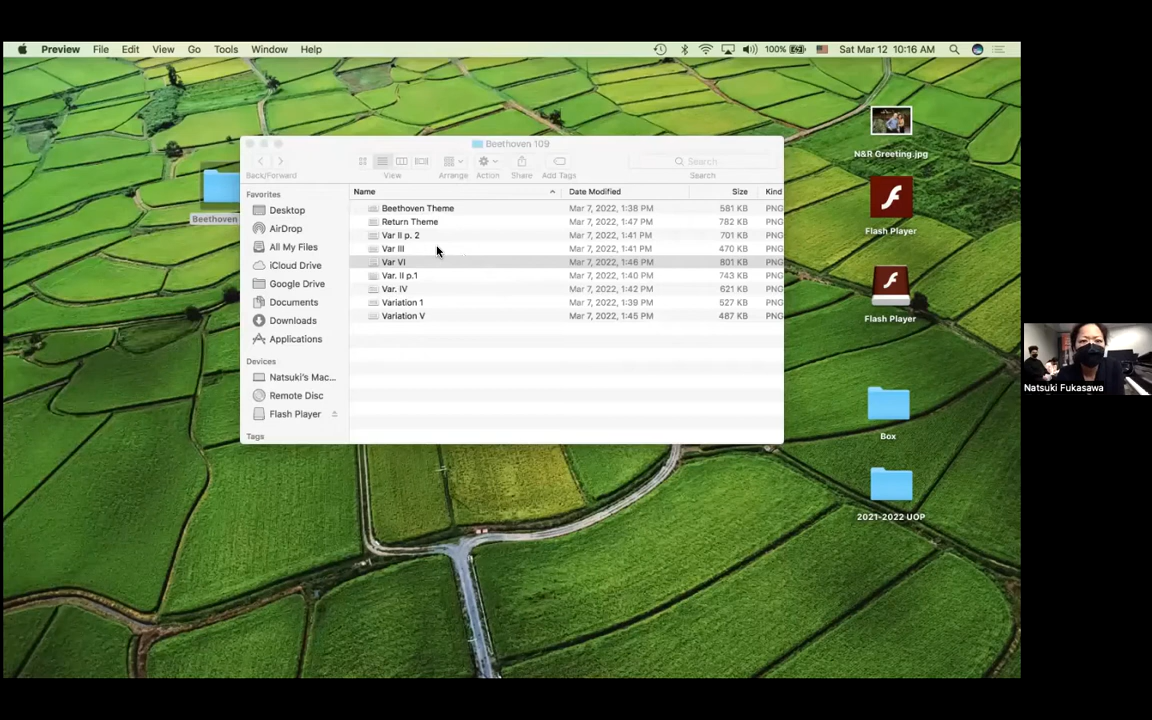 Preview File Edit View Go Tools Window Help 100% Sat Mar 12 10:16 AM
N&R Greeting.jpg
Flash Player
Flash Player
Box
2021-2022 UOP
Beethoven
Beethoven 109
Search
Back/Forward View Arrange Action Share Add Tags Search
Favorites
Desktop
AirDrop
All My Files
iCloud Drive
Google Drive
Documents
Downloads
Applications
Devices
Natsuki's Mac...
Remote Disc
Flash Player
Tags
Name Date Modified Size Kind
Beethoven Theme Mar 7, 2022, 1:38 PM 581 KB PNG
Return Theme Mar 7, 2022, 1:47 PM 782 KB PNG
Var II p. 2 Mar 7, 2022, 1:41 PM 701 KB PNG
Var III Mar 7, 2022, 1:41 PM 470 KB PNG
Var VI Mar 7, 2022, 1:46 PM 801 KB PNG
Var. II p.1 Mar 7, 2022, 1:40 PM 743 KB PNG
Var. IV Mar 7, 2022, 1:42 PM 621 KB PNG
Variation 1 Mar 7, 2022, 1:39 PM 527 KB PNG
Variation V Mar 7, 2022, 1:45 PM 487 KB PNG
Natsuki Fukasawa